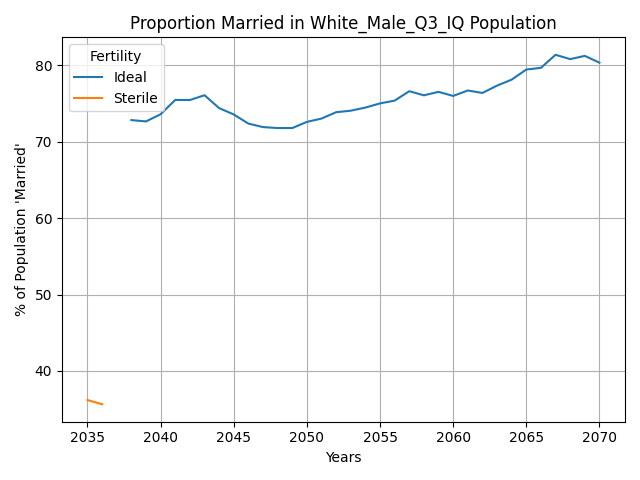 Proportion Married in White_Male_Q3_IQ Population
Fertility
Ideal
Sterile
% of Population 'Married'
80
70
60
50
40
2035 2040 2045 2050 2055 2060 2065 2070
Years